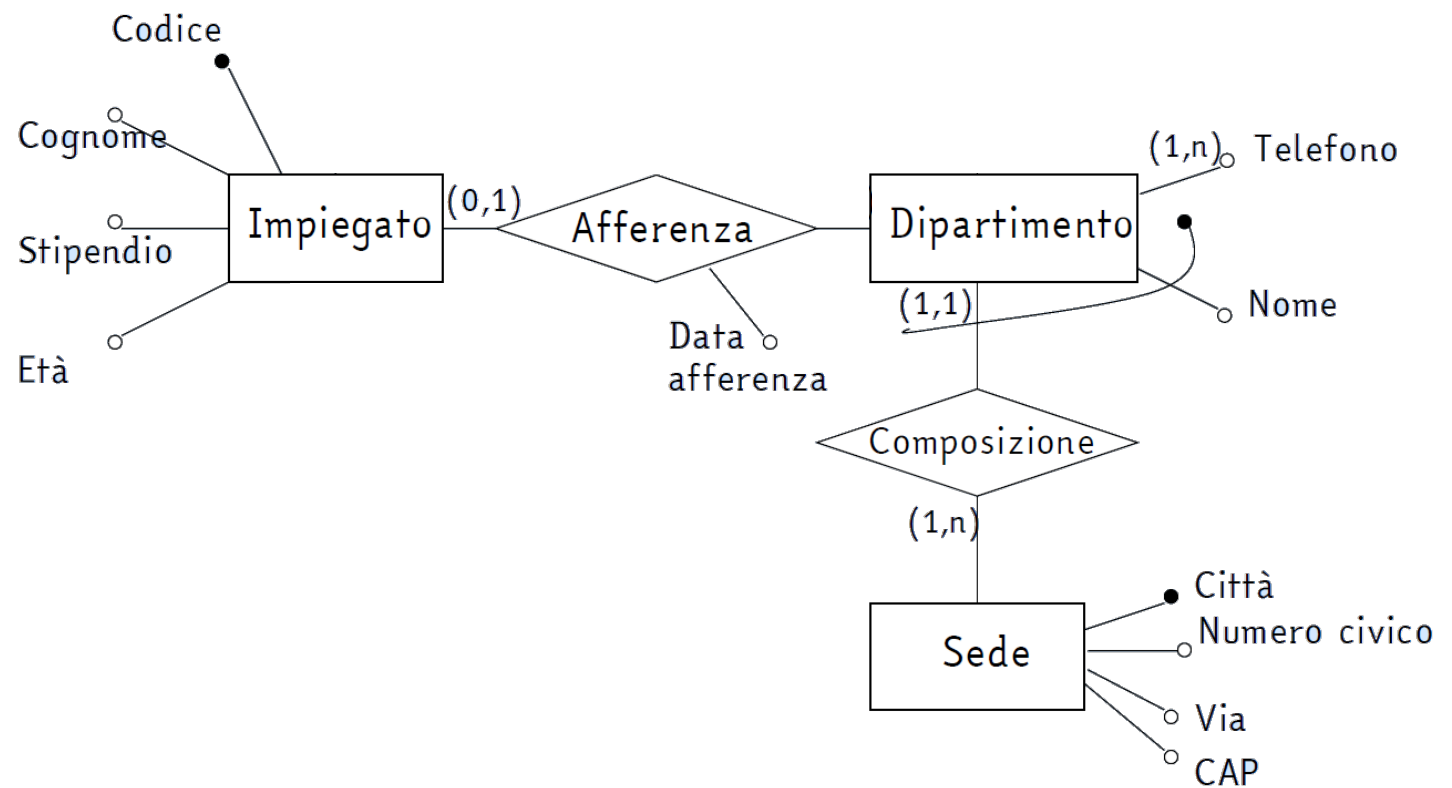 Codice
Cognome
(1,n)
Telefono
Impiegato
(0,1)
Afferenza
Dipartimento
Stipendio
(1,1)
Nome
Data
afferenza
Età
Composizione
(1,n)
Città
Numero civico
Sede
Via
CAP